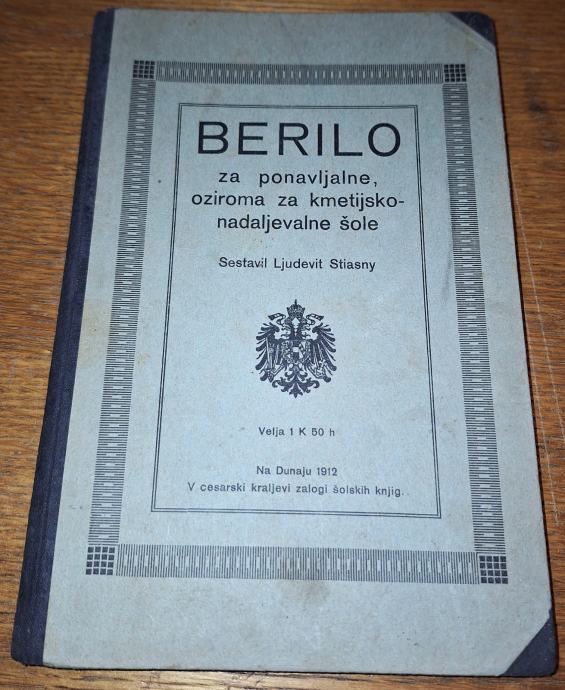 BERILO
za ponavljalne,
oziroma za kmetijsko-
nadaljevalne šole
Sestavil Ljudevit Stiasny
Velja 1 K 50 h
Na Dunaju 1912
V cesarski kraljevi zalogi šolskih knjig.